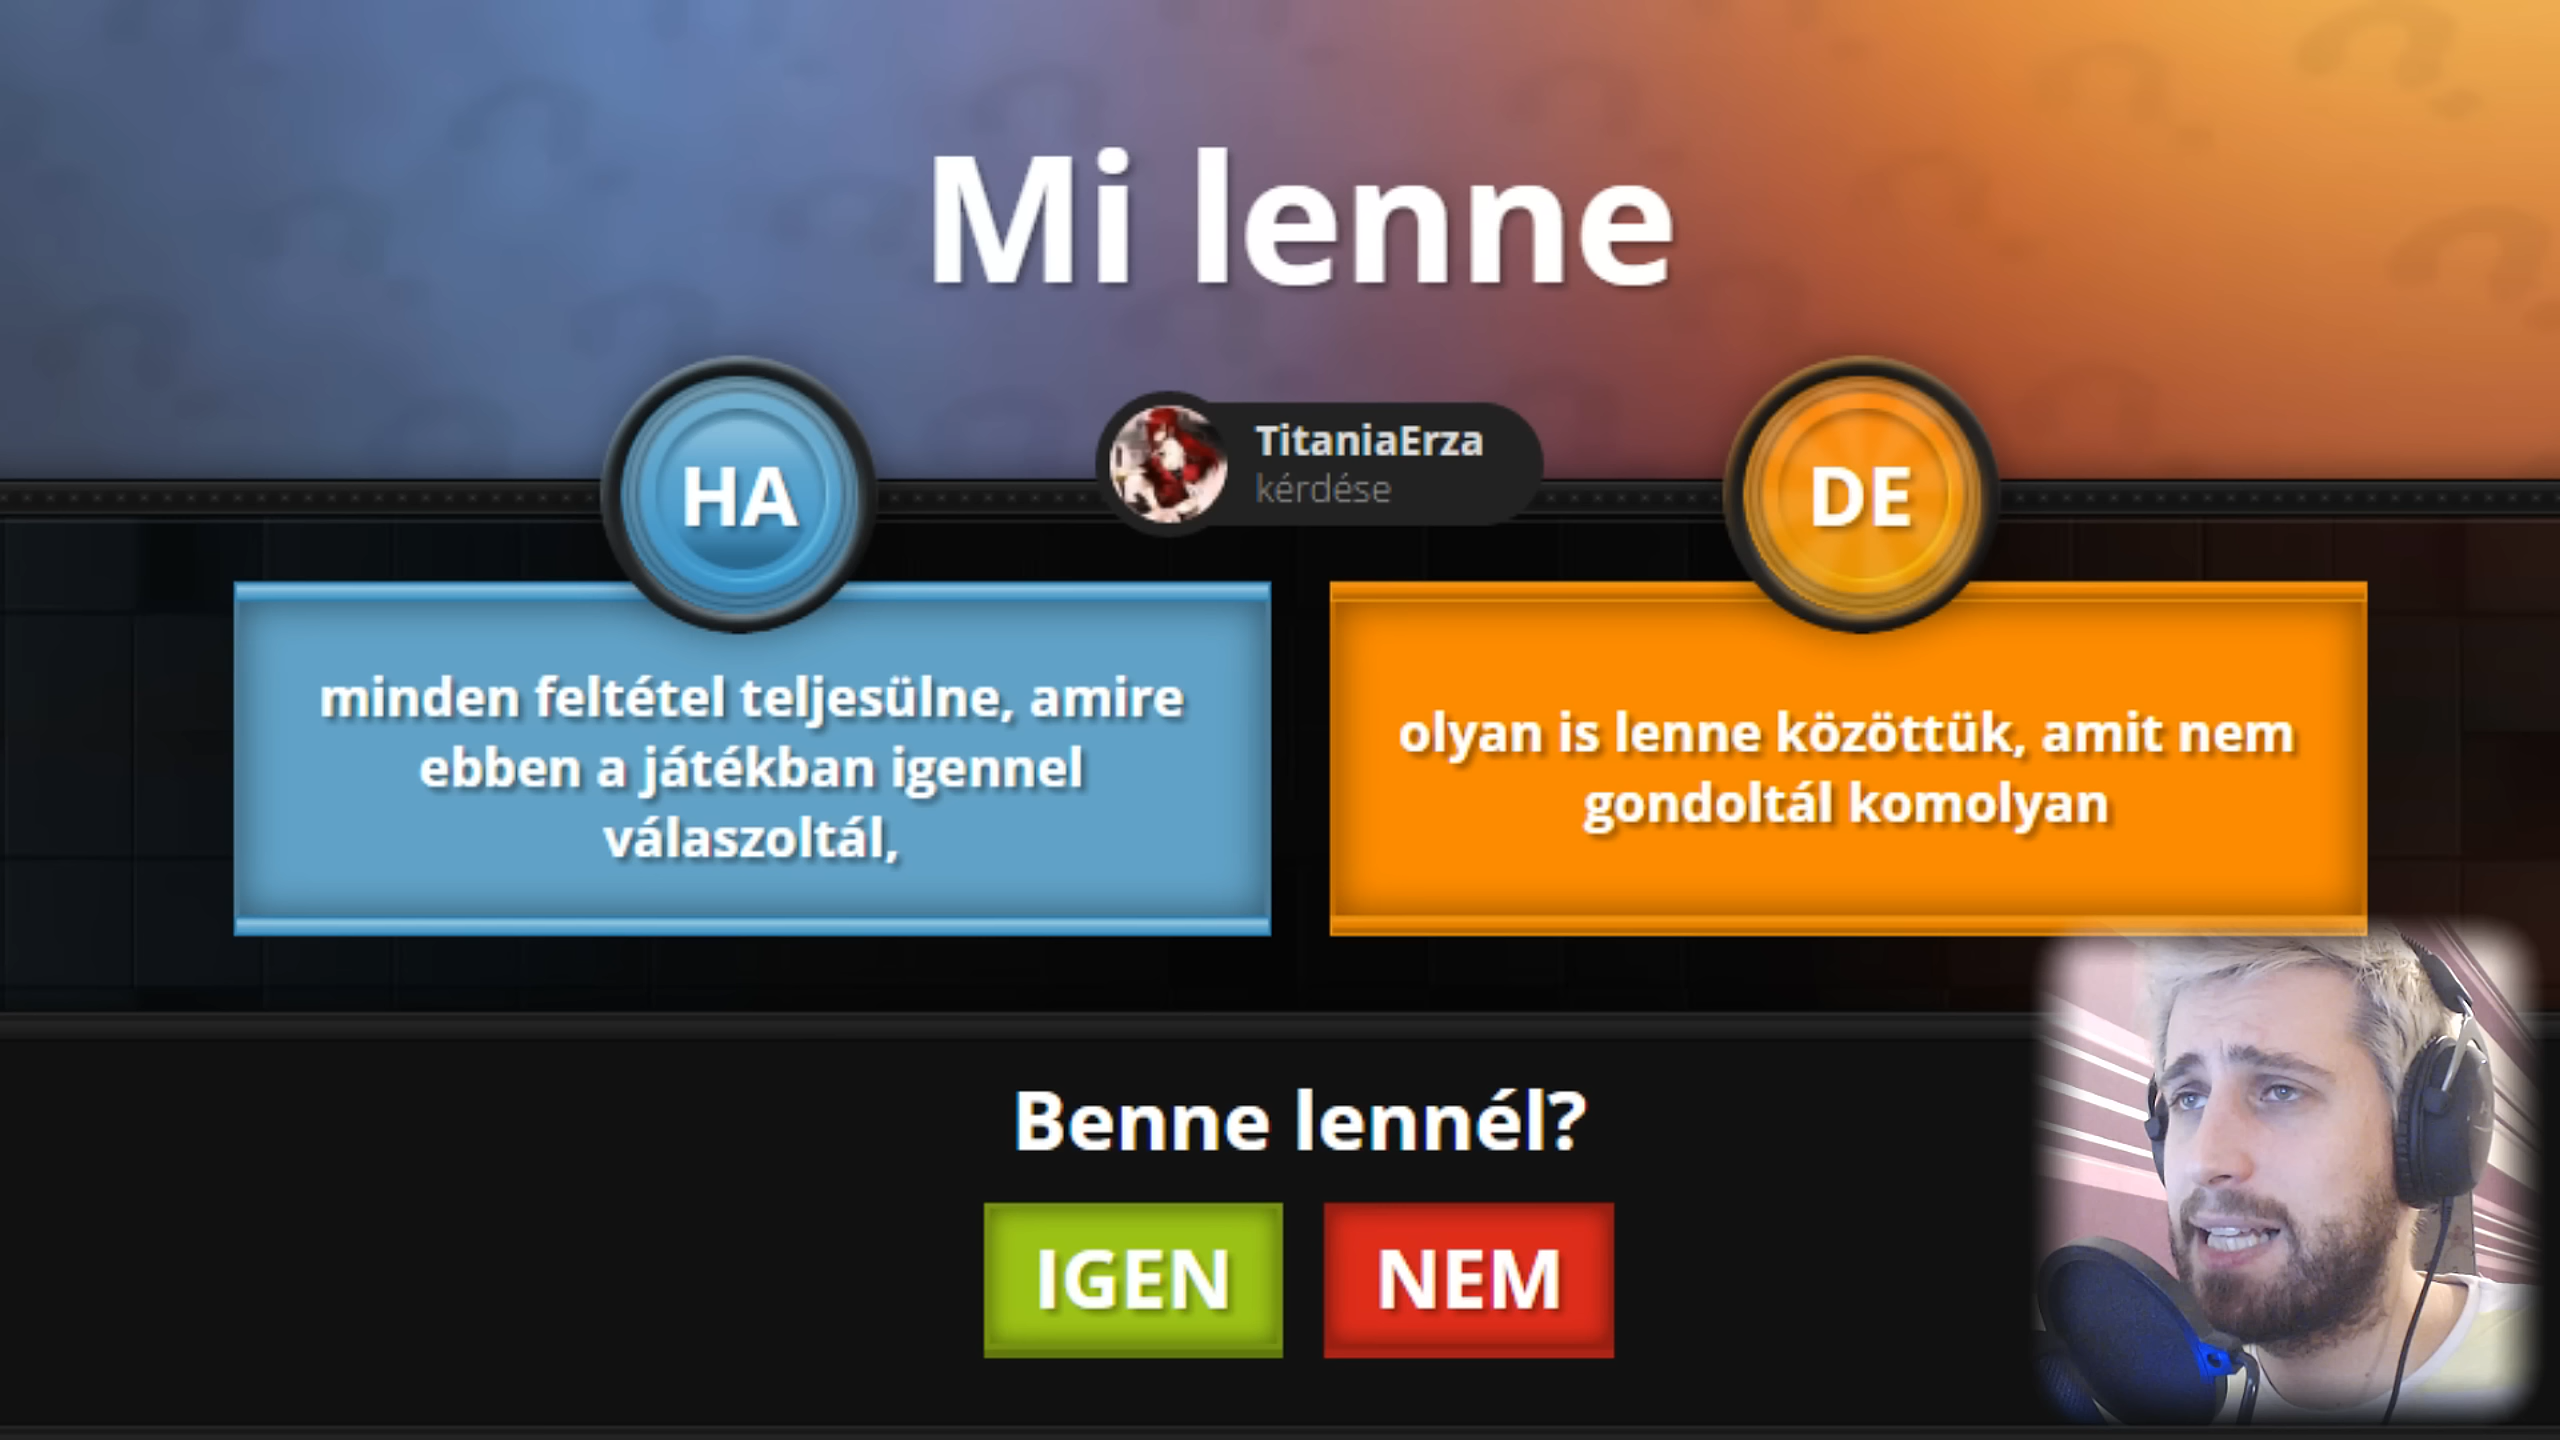 Mi lenne
HA
TitaniaErza
kérdése
DE
minden feltétel teljesülne, amire
ebben a játékban igennel
válaszoltál,
olyan is lenne közöttük, amit nem
gondoltál komolyan
Benne lennél?
IGEN
NEM